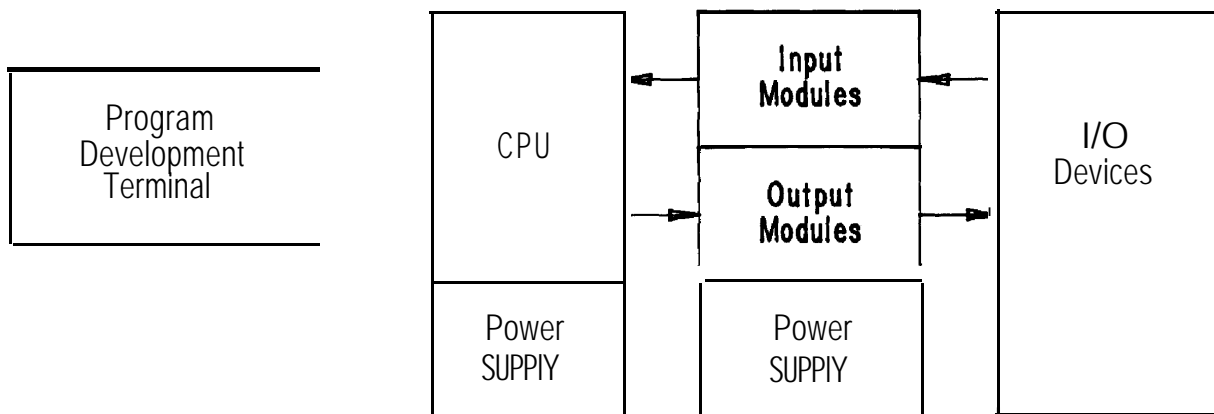 Program
Development
Terminal
CPU
Power
SUPPIY
Input
Modules
Output
Modules
Power
SUPPIY
I/O
Devices